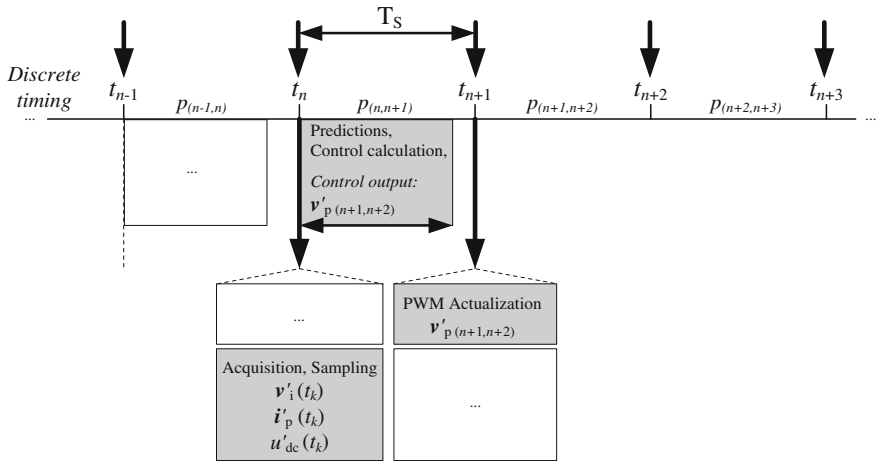 T_S
Discrete timing
t_{n-1} t_n t_{n+1} t_{n+2} t_{n+3}
... p_{(n-1,n)} p_{(n,n+1)} p_{(n+1,n+2)} p_{(n+2,n+3)} ...
...
Predictions,
Control calculation,
Control output:
v'_{p (n+1,n+2)}
...
PWM Actualization
v'_{p (n+1,n+2)}
Acquisition, Sampling
v'_i (t_k)
i'_p (t_k)
u'_{dc} (t_k)
...